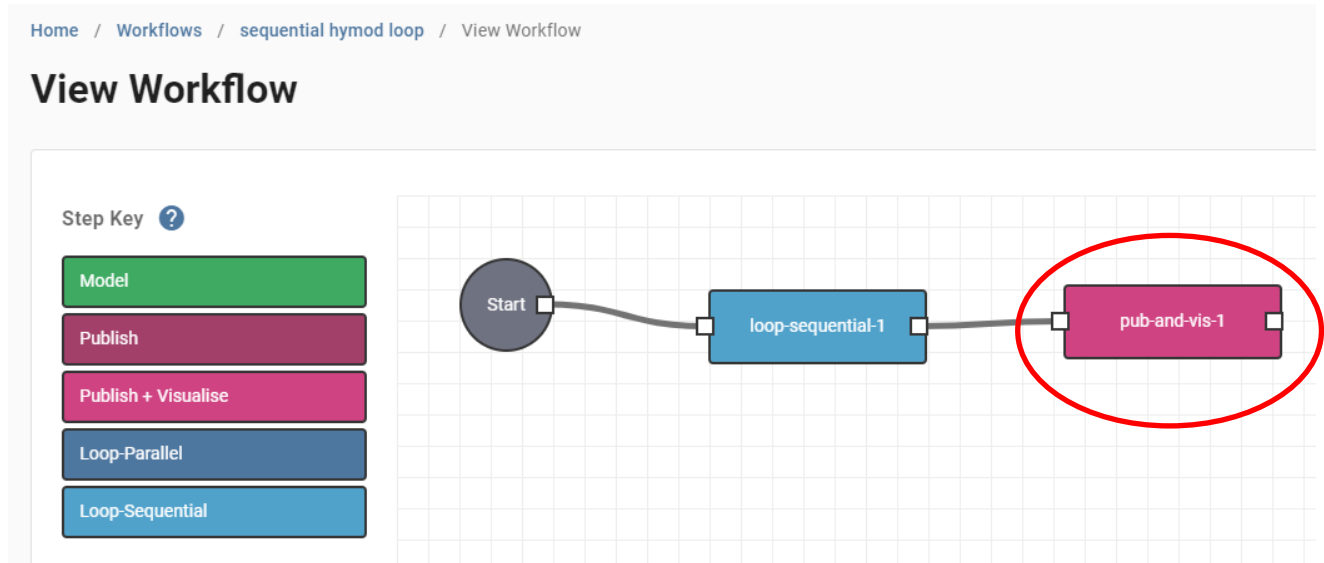 Home / Workflows / sequential hymod loop / View Workflow
View Workflow
Step Key ?
Model
Publish
Publish + Visualise
Loop-Parallel
Loop-Sequential
Start
loop-sequential-1
pub-and-vis-1